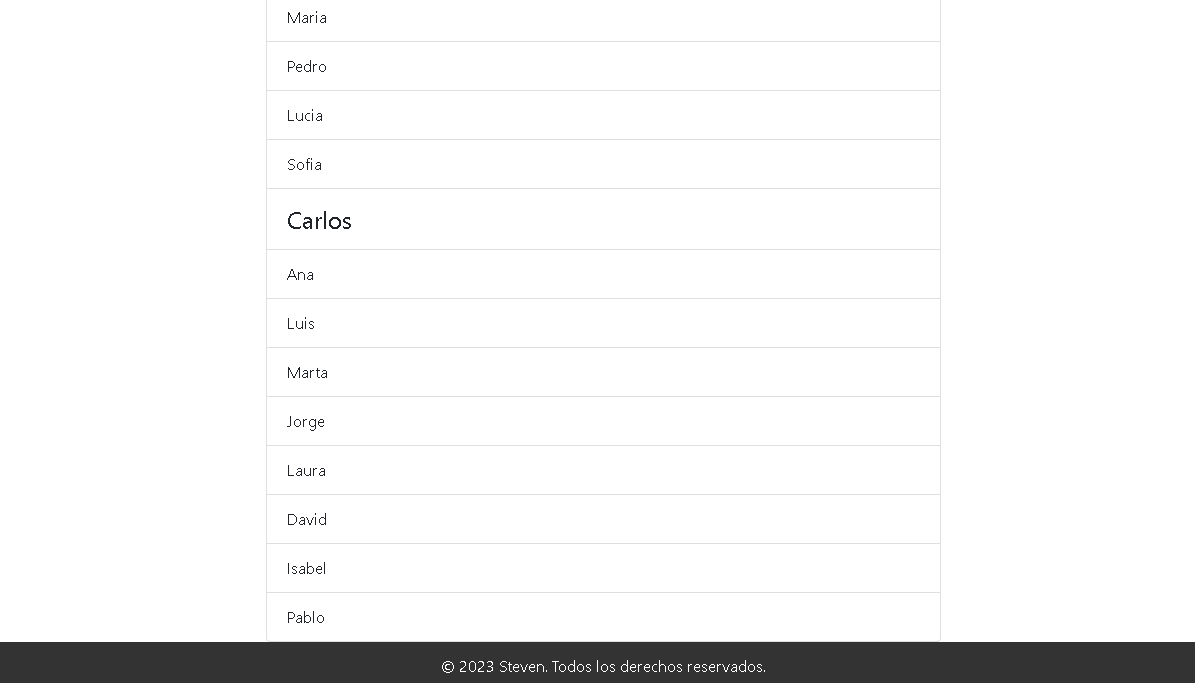 Maria
Pedro
Lucia
Sofia
Carlos
Ana
Luis
Marta
Jorge
Laura
David
Isabel
Pablo
© 2023 Steven. Todos los derechos reservados.